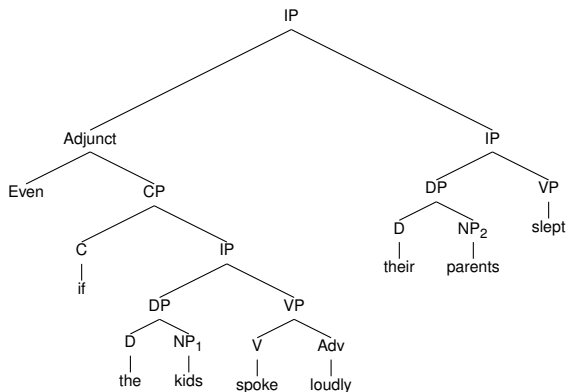 IP
Adjunct IP
Even CP DP VP
C IP D NP2 slept
if DP VP their parents
D NP1 V Adv
the kids spoke loudly